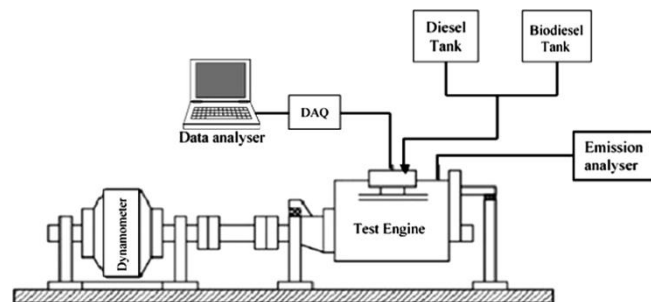 Diesel
Tank
Biodiesel
Tank
DAQ
Data analyser
Emission
analyser
Test Engine
Dynamometer